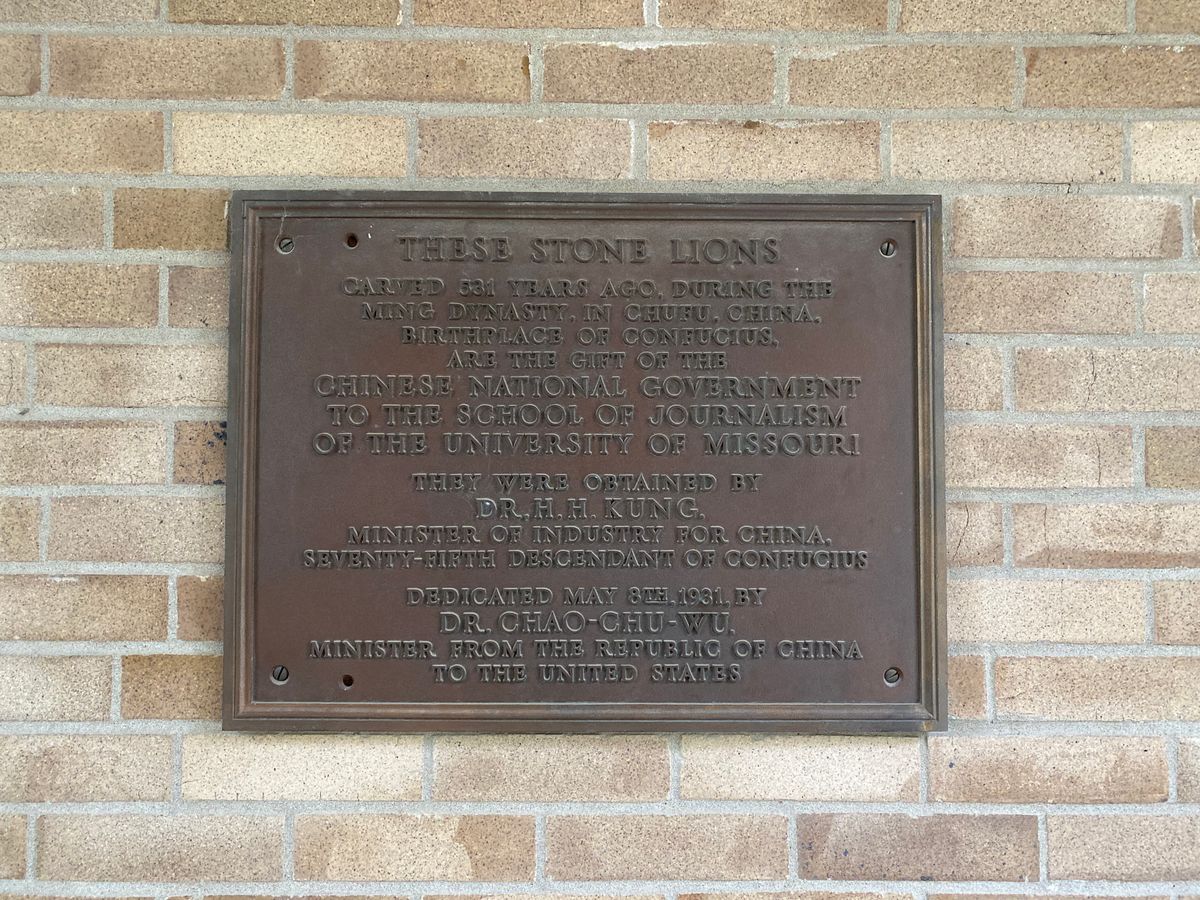 THESE STONE LIONS
CARVED 531 YEARS AGO, DURING THE
MING DYNASTY, IN CHUFU, CHINA,
BIRTHPLACE OF CONFUCIUS,
ARE THE GIFT OF THE
CHINESE NATIONAL GOVERNMENT
TO THE SCHOOL OF JOURNALISM
OF THE UNIVERSITY OF MISSOURI
THEY WERE OBTAINED BY
DR. H. H. KUNG,
MINISTER OF INDUSTRY FOR CHINA,
SEVENTY-FIFTH DESCENDANT OF CONFUCIUS
DEDICATED MAY 8TH, 1931, BY
DR. CHAO-CHU-WU,
MINISTER FROM THE REPUBLIC OF CHINA
TO THE UNITED STATES